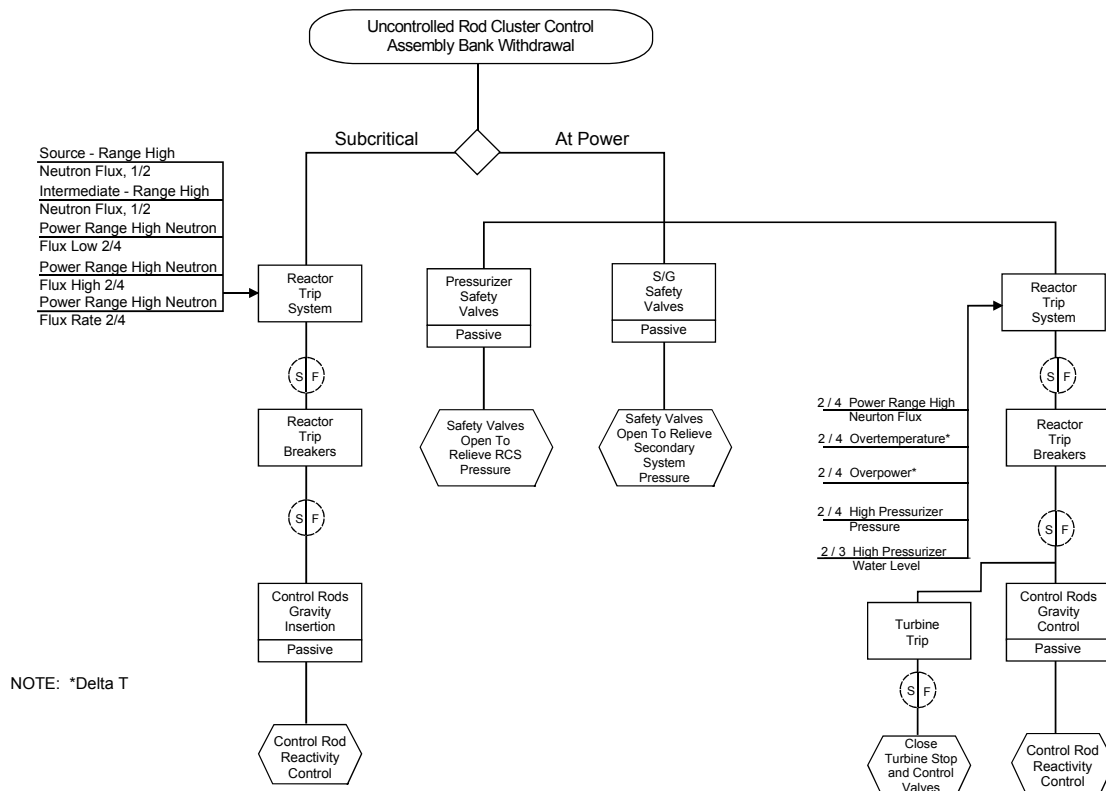 Uncontrolled Rod Cluster Control
Assembly Bank Withdrawal
Subcritical
At Power
Source - Range High
Neutron Flux, 1/2
Intermediate - Range High
Neutron Flux, 1/2
Power Range High Neutron
Flux Low 2/4
Power Range High Neutron
Flux High 2/4
Power Range High Neutron
Flux Rate 2/4
Reactor
Trip
System
S F
Reactor
Trip
Breakers
S F
Control Rods
Gravity
Insertion
Passive
Control Rod
Reactivity
Control
Pressurizer
Safety
Valves
Passive
Safety Valves
Open To
Relieve RCS
Pressure
S/G
Safety
Valves
Passive
Safety Valves
Open To Relieve
Secondary
System
Pressure
Reactor
Trip
System
2 / 4 Power Range High
Neurton Flux
2 / 4 Overtemperature*
2 / 4 Overpower*
2 / 4 High Pressurizer
Pressure
2 / 3 High Pressurizer
Water Level
S F
Reactor
Trip
Breakers
S F
Turbine
Trip
S F
Close
Turbine Stop
and Control
Valves
Control Rods
Gravity
Control
Passive
Control Rod
Reactivity
Control
NOTE: *Delta T